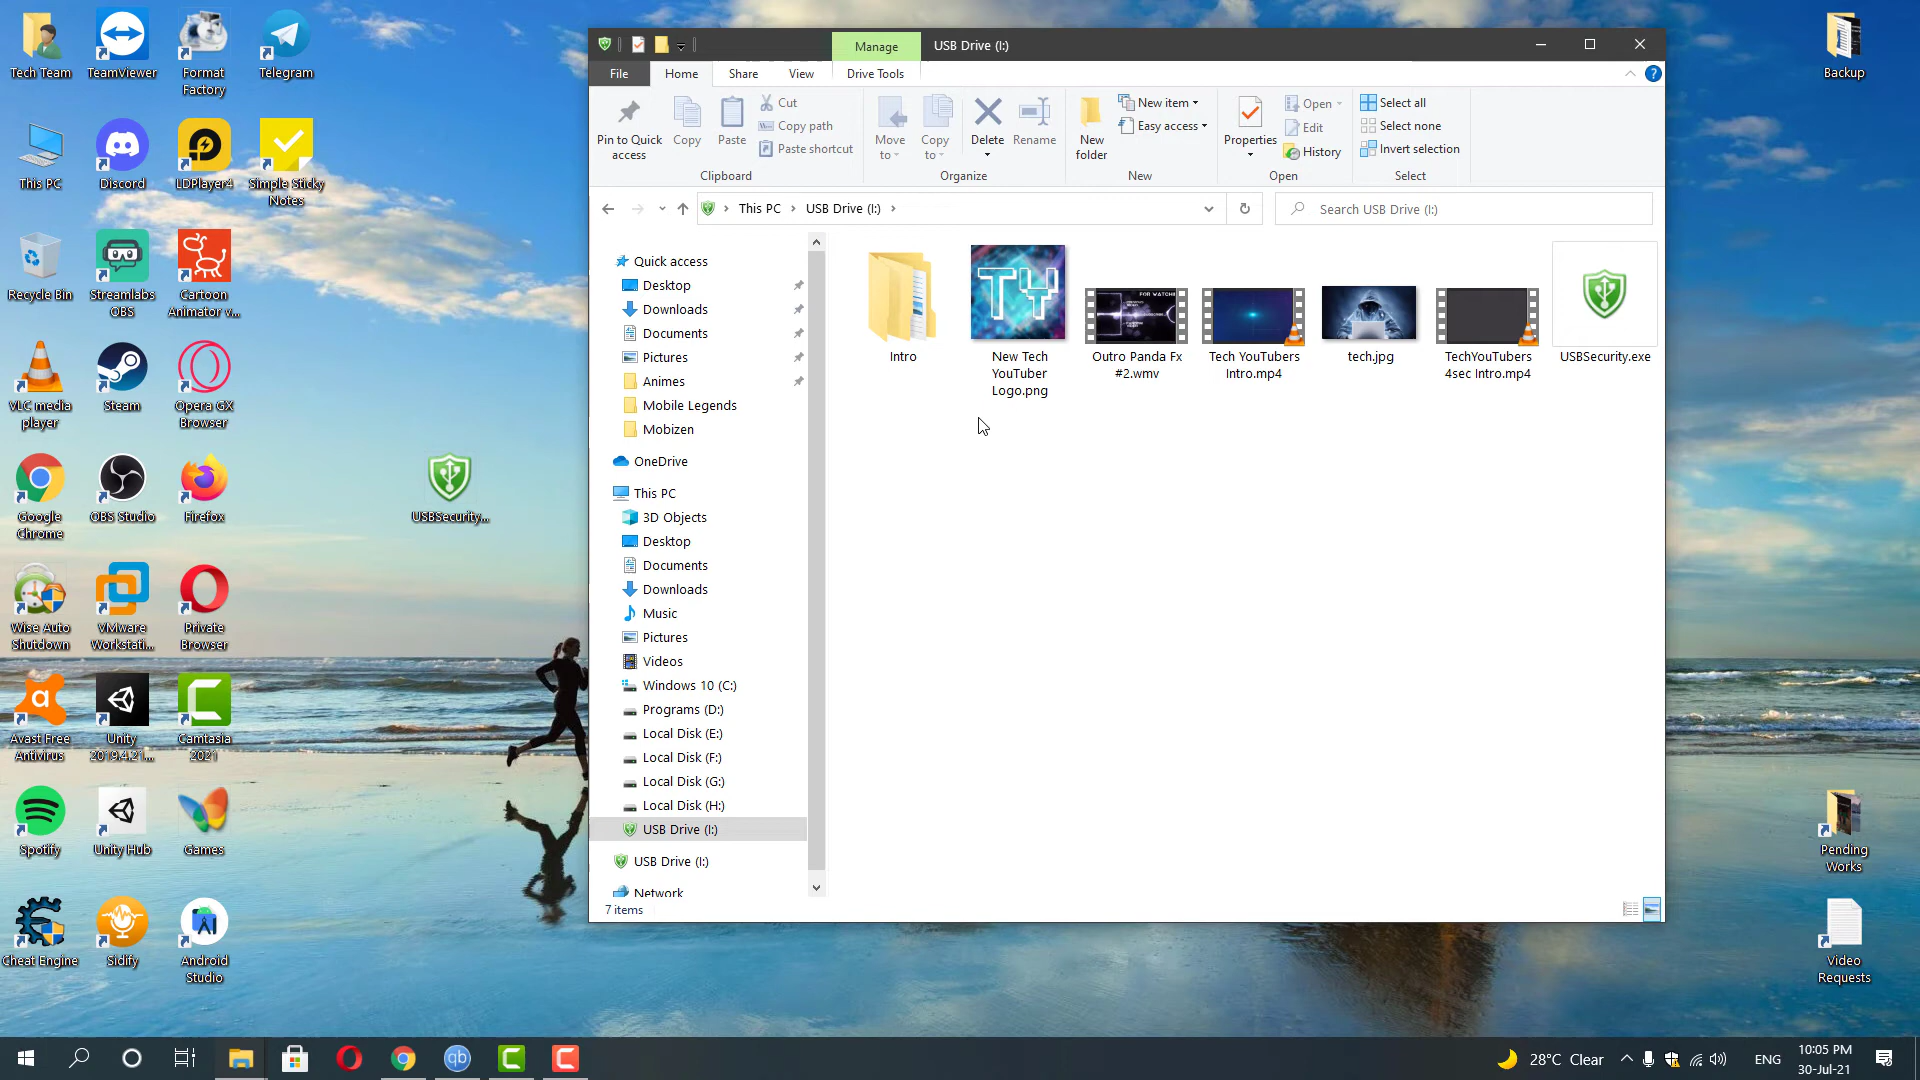 Tech Team
TeamViewer
Format
Factory
Telegram
This PC
Discord
LDPlayer4
Simple Sticky
Notes
Recycle Bin
Streamlabs
OBS
Cartoon
Animator v...
VLC media
player
Steam
Opera GX
Browser
Google
Chrome
OBS Studio
Firefox
USBSecurity...
Wise Auto
Shutdown
VMware
Workstati...
Private
Browser
Avast Free
Antivirus
Unity
2019.4.21...
Camtasia
2021
Spotify
Unity Hub
Games
Cheat Engine
Sidify
Android
Studio
Manage
USB Drive (I:)
File
Home
Share
View
Drive Tools
Pin to Quick
access
Copy
Paste
Cut
Copy path
Paste shortcut
Clipboard
Move
to
Copy
to
Delete
Rename
Organize
New
folder
New item
Easy access
New
Properties
Open
Edit
History
Open
Select all
Select none
Invert selection
Select
This PC
USB Drive (I:)
Search USB Drive (I:)
Quick access
Desktop
Downloads
Documents
Pictures
Animes
Mobile Legends
Mobizen
OneDrive
This PC
3D Objects
Desktop
Documents
Downloads
Music
Pictures
Videos
Windows 10 (C:)
Programs (D:)
Local Disk (E:)
Local Disk (F:)
Local Disk (G:)
Local Disk (H:)
USB Drive (I:)
USB Drive (I:)
Network
7 items
TY
FOR WATCHI
Intro
New Tech
YouTuber
Logo.png
Outro Panda Fx
#2.wmv
Tech YouTubers
Intro.mp4
tech.jpg
TechYouTubers
4sec Intro.mp4
USBSecurity.exe
Backup
Pending
Works
Video
Requests
qb
28°C Clear
ENG
10:05 PM
30-Jul-21